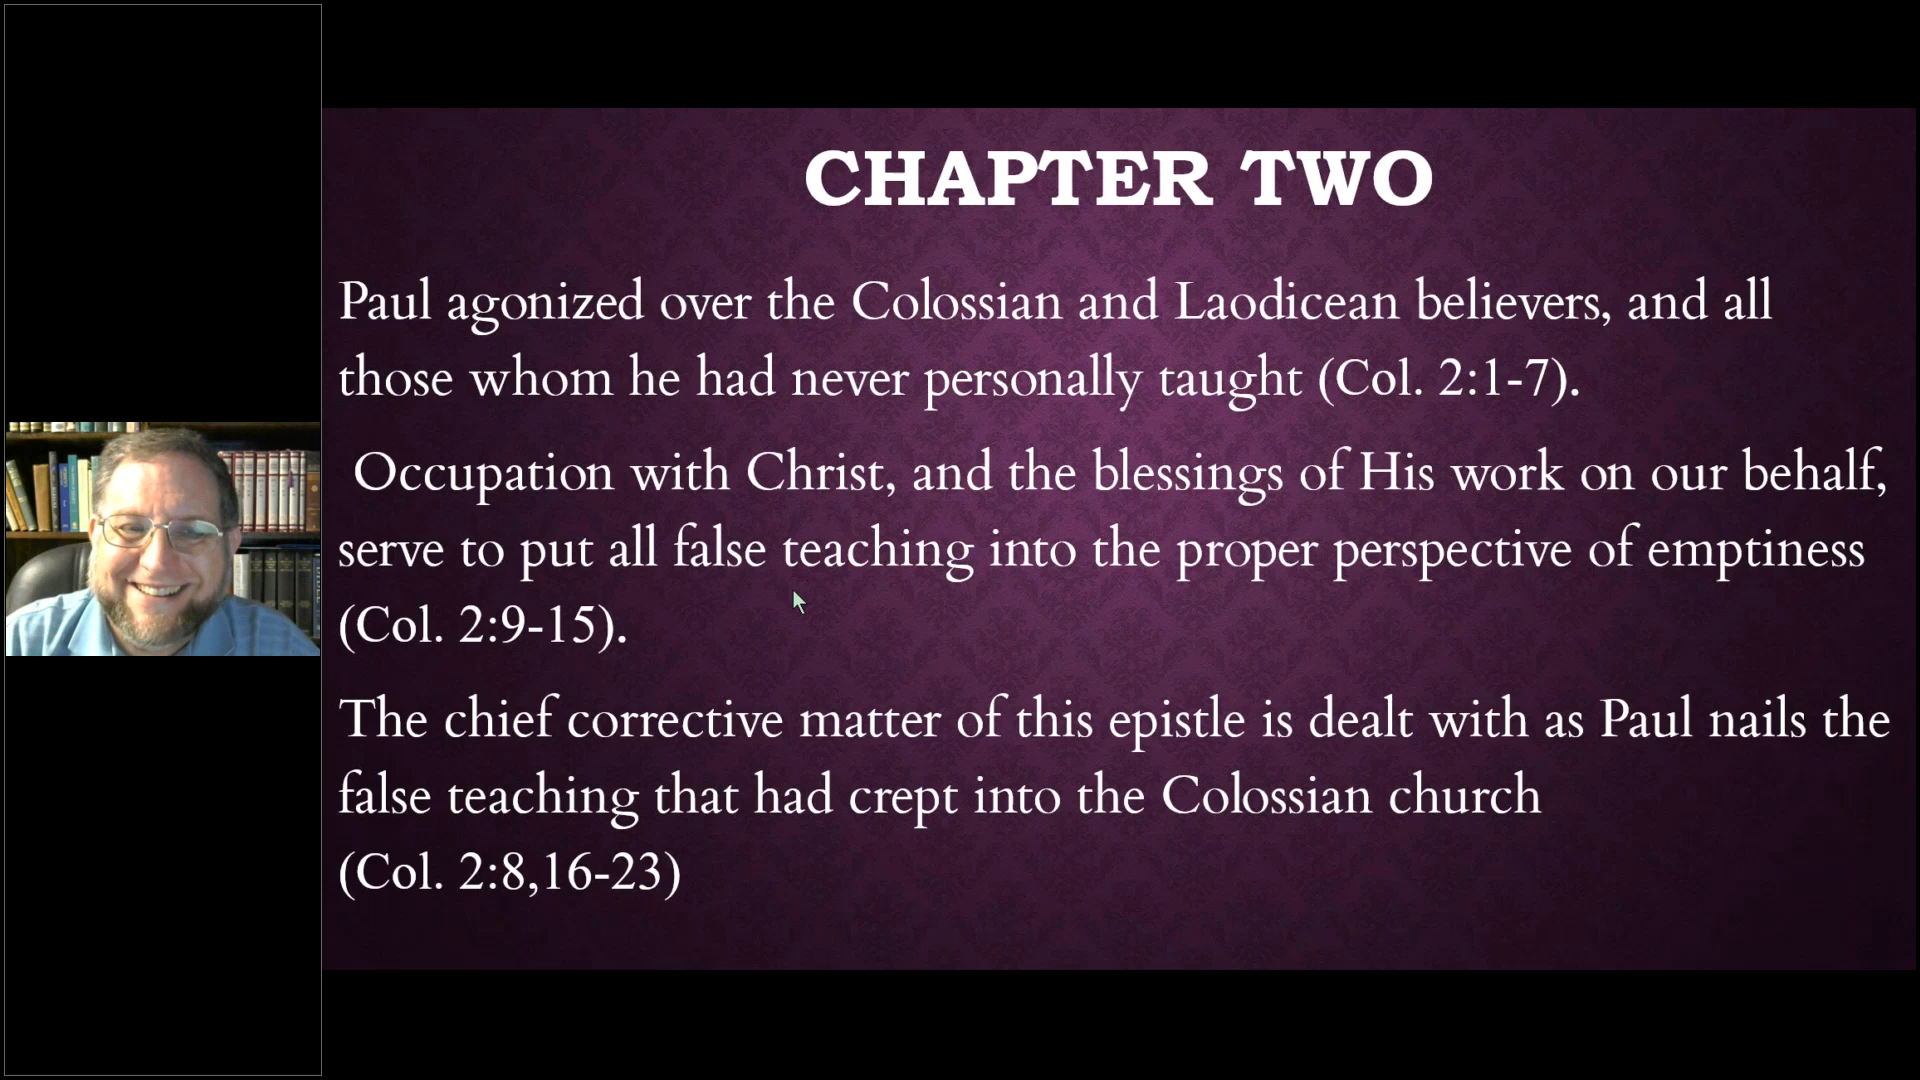 CHAPTER TWO
Paul agonized over the Colossian and Laodicean believers, and all
those whom he had never personally taught (Col. 2:1-7).
Occupation with Christ, and the blessings of His work on our behalf,
serve to put all false teaching into the proper perspective of emptiness
(Col. 2:9-15).
The chief corrective matter of this epistle is dealt with as Paul nails the
false teaching that had crept into the Colossian church
(Col. 2:8,16-23)